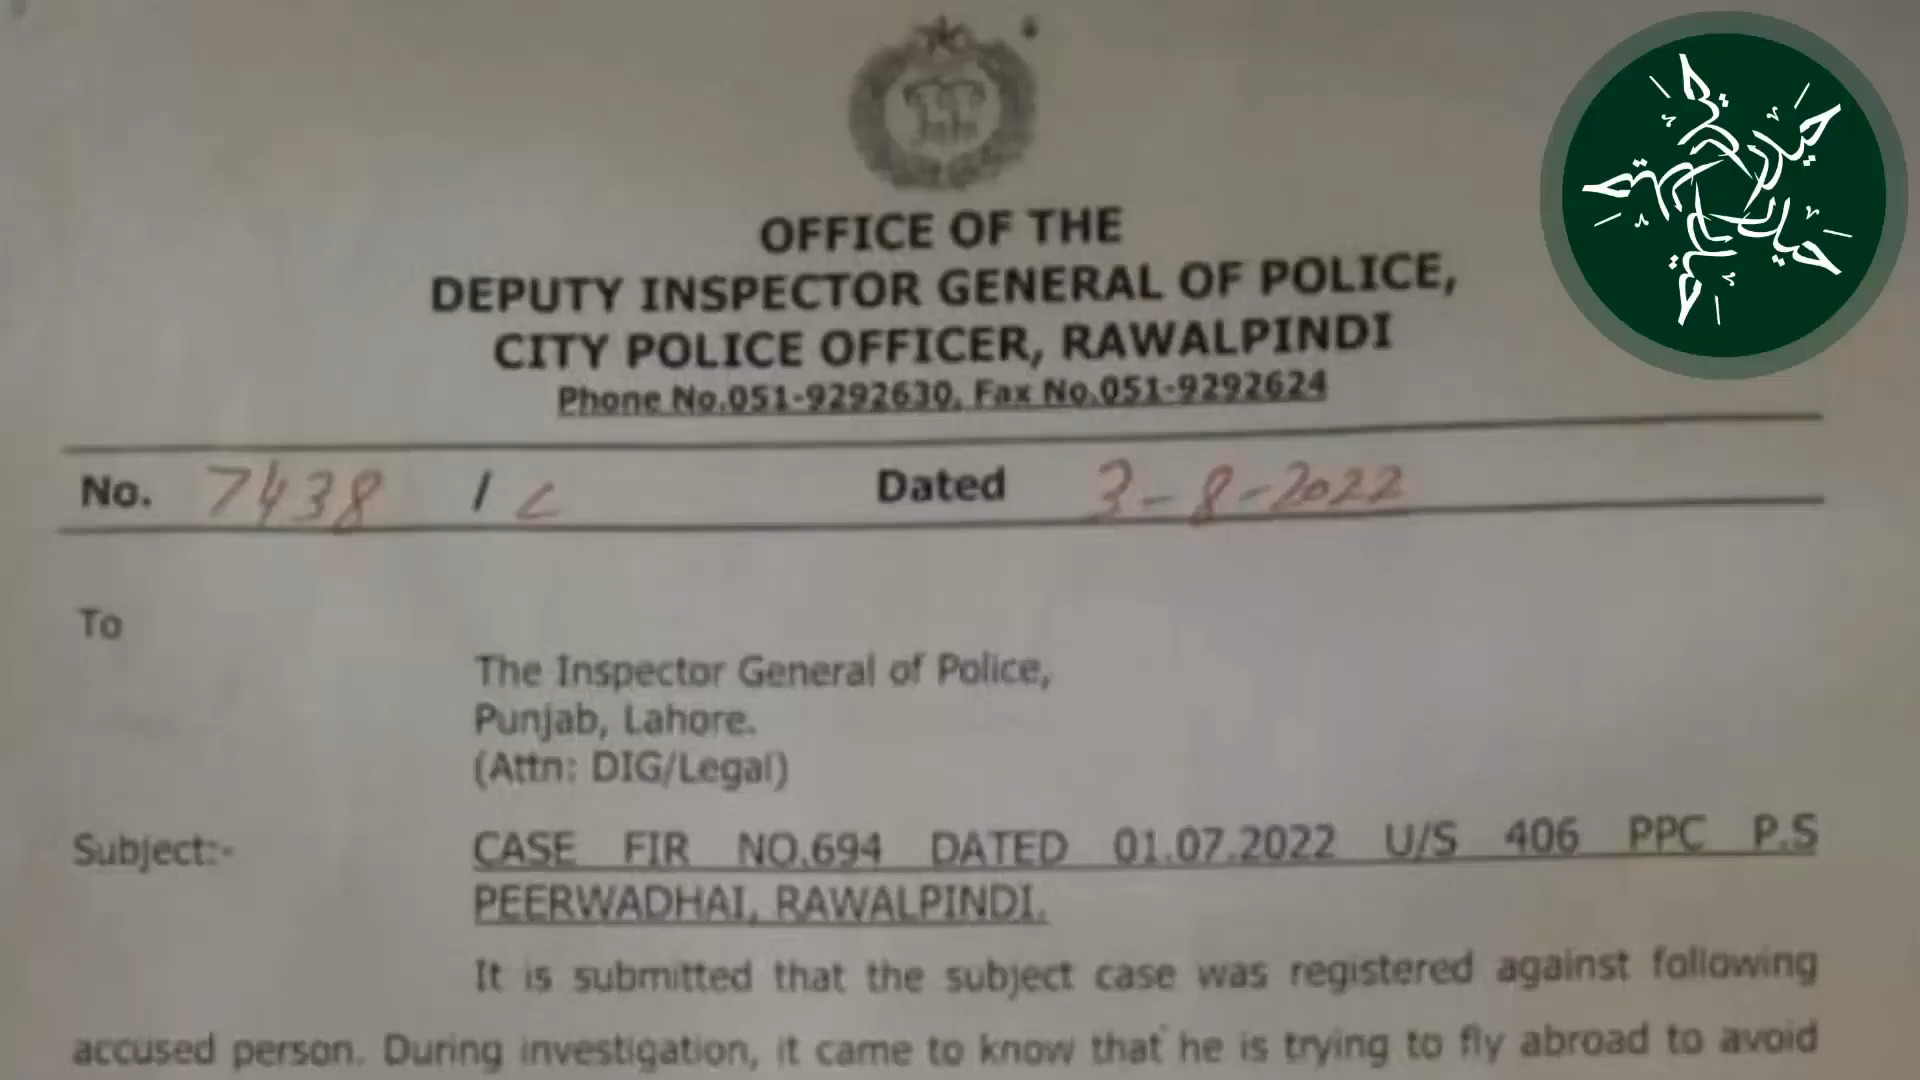 OFFICE OF THE
DEPUTY INSPECTOR GENERAL OF POLICE,
CITY POLICE OFFICER, RAWALPINDI
Phone No.051-9292630, Fax No.051-9292624
No. 7438 / C Dated 3-8-2022
To
The Inspector General of Police,
Punjab, Lahore.
(Attn: DIG/Legal)
Subject:- CASE FIR NO.694 DATED 01.07.2022 U/S 406 PPC P.S
PEERWADHAI, RAWALPINDI.
It is submitted that the subject case was registered against following
accused person. During investigation, it came to know that he is trying to fly abroad to avoid